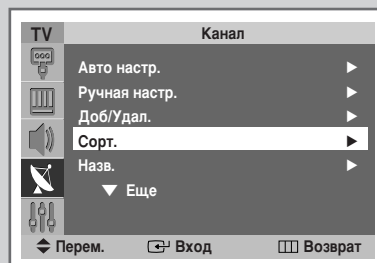 TV Канал
Авто настр.
Ручная настр.
Доб/Удал.
Сорт.
Назв.
▼ Еще
Перем. Вход Возврат